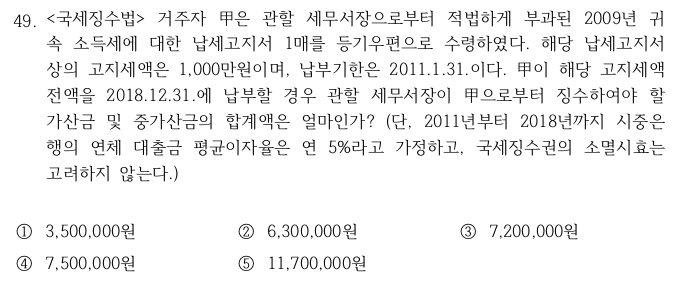 49. <국세징수법> 거주자 甲은 관할 세무서장으로부터 적법하게 부과된 2009년 귀
속 소득세에 대한 납세고지서 1매를 등기우편으로 수령하였다. 해당 납세고지서
상의 고지세액은 1,000만원이며, 납부기한은 2011.1.31.이다. 甲이 해당 고지세액
전액을 2018.12.31.에 납부할 경우 관할 세무서장이 甲으로부터 징수하여야 할
가산금 및 중가산금의 합계액은 얼마인가? (단, 2011년부터 2018년까지 시중은
행의 연체 대출금 평균이자율은 연 5%라고 가정하고, 국세징수권의 소멸시효는
고려하지 않는다.)
① 3,500,000원 ② 6,300,000원 ③ 7,200,000원
④ 7,500,000원 ⑤ 11,700,000원